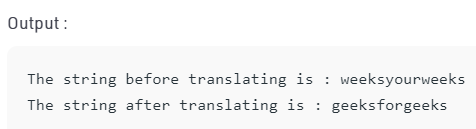 Output :
The string before translating is : weeksyourweeks
The string after translating is : geeksforgeeks